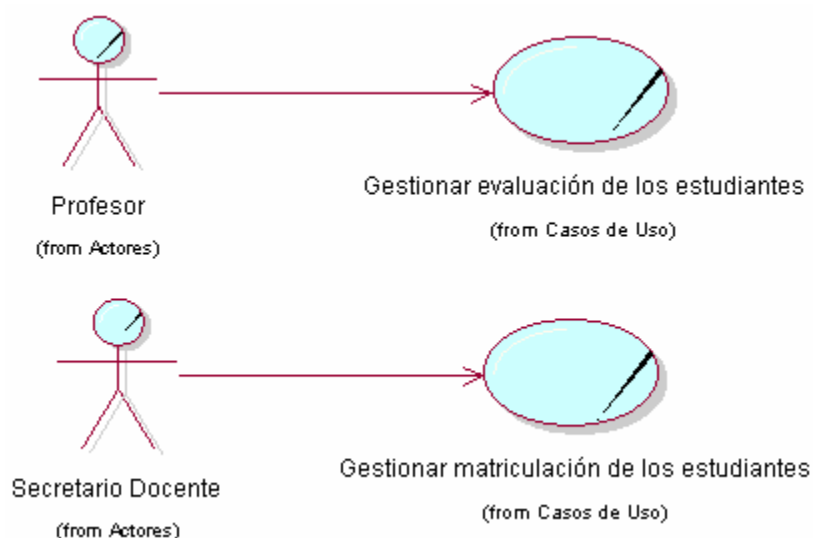 Profesor
(from Actores)
Gestionar evaluación de los estudiantes
(from Casos de Uso)
Secretario Docente
(from Actores)
Gestionar matriculación de los estudiantes
(from Casos de Uso)